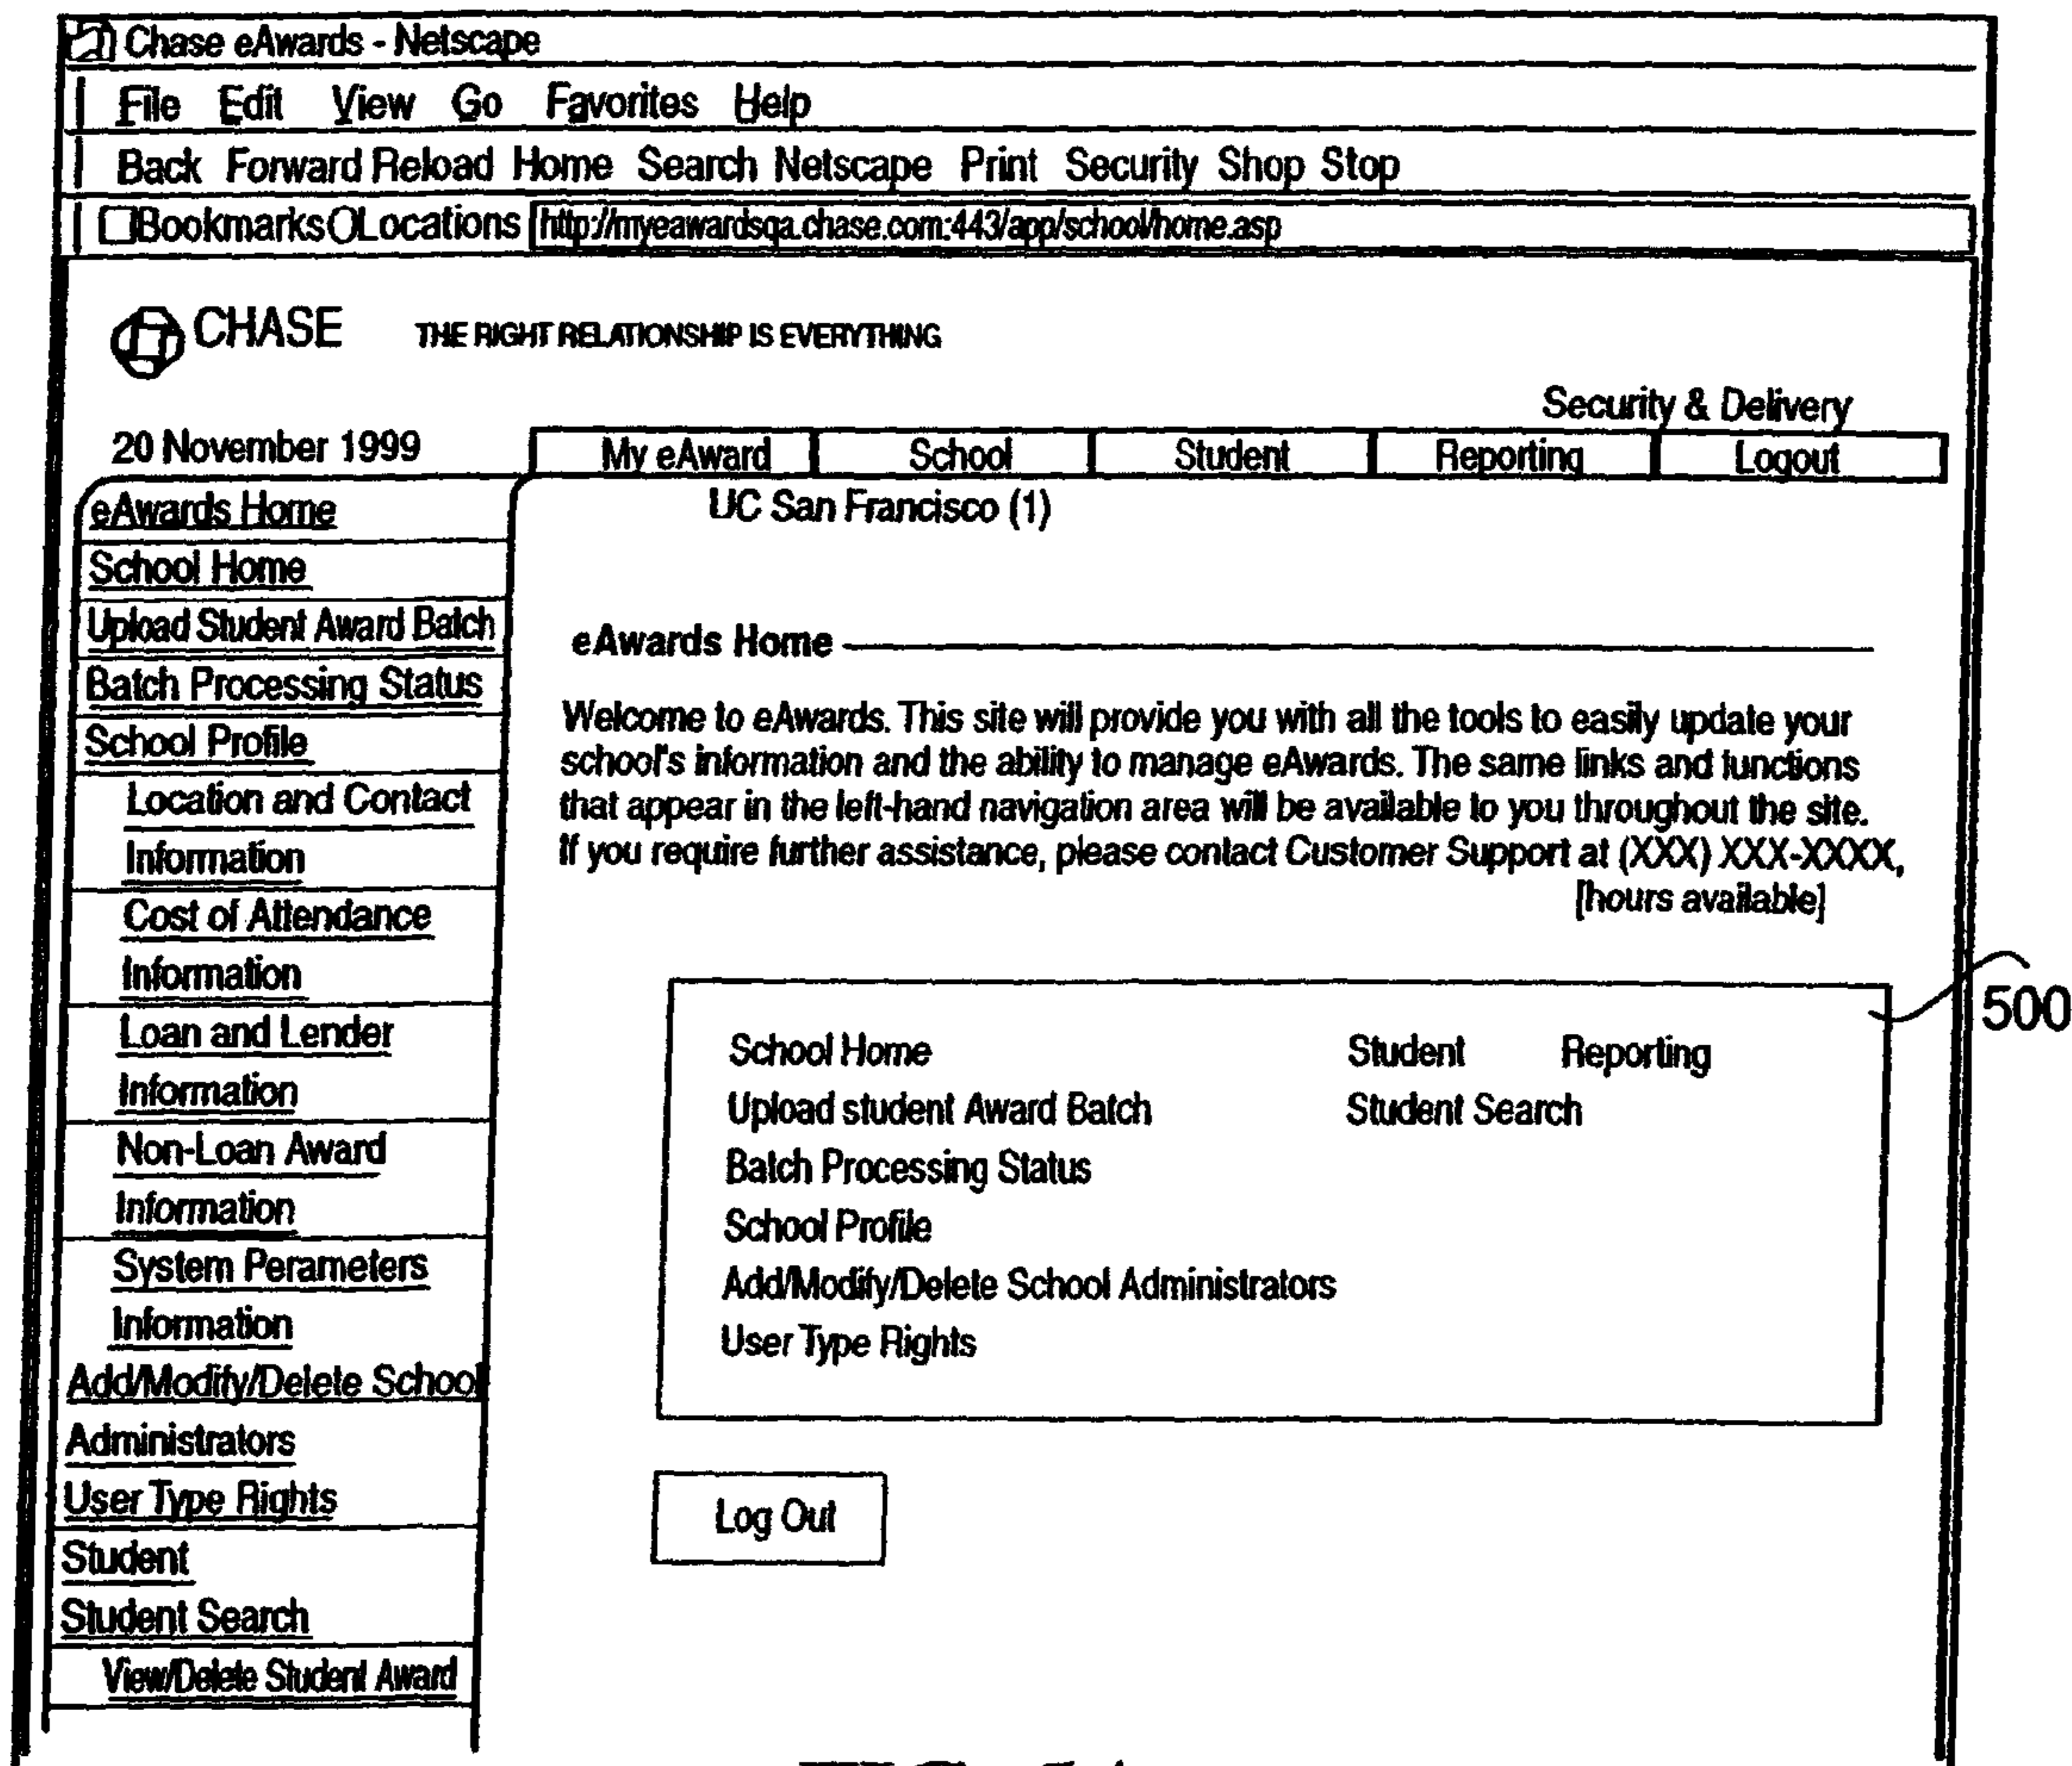 Chase eAwards - Netscape
File Edit View Go Favorites Help
Back Forward Reload Home Search Netscape Print Security Shop Stop
Bookmarks Locations http://myeawardsqa.chase.com:443/app/school/home.asp
CHASE THE RIGHT RELATIONSHIP IS EVERYTHING
Security & Delivery
20 November 1999 My eAward School Student Reporting Logout
UC San Francisco (1)
eAwards Home
School Home
Upload Student Award Batch
Batch Processing Status
School Profile
Location and Contact
Information
Cost of Attendance
Information
Loan and Lender
Information
Non-Loan Award
Information
System Perameters
Information
Add/Modify/Delete School
Administrators
User Type Rights
Student
Student Search
View/Delete Student Award
eAwards Home
Welcome to eAwards. This site will provide you with all the tools to easily update your
school's information and the ability to manage eAwards. The same links and functions
that appear in the left-hand navigation area will be available to you throughout the site.
If you require further assistance, please contact Customer Support at (XXX) XXX-XXXX,
[hours available]
500
School Home Student Reporting
Upload student Award Batch Student Search
Batch Processing Status
School Profile
Add/Modify/Delete School Administrators
User Type Rights
Log Out